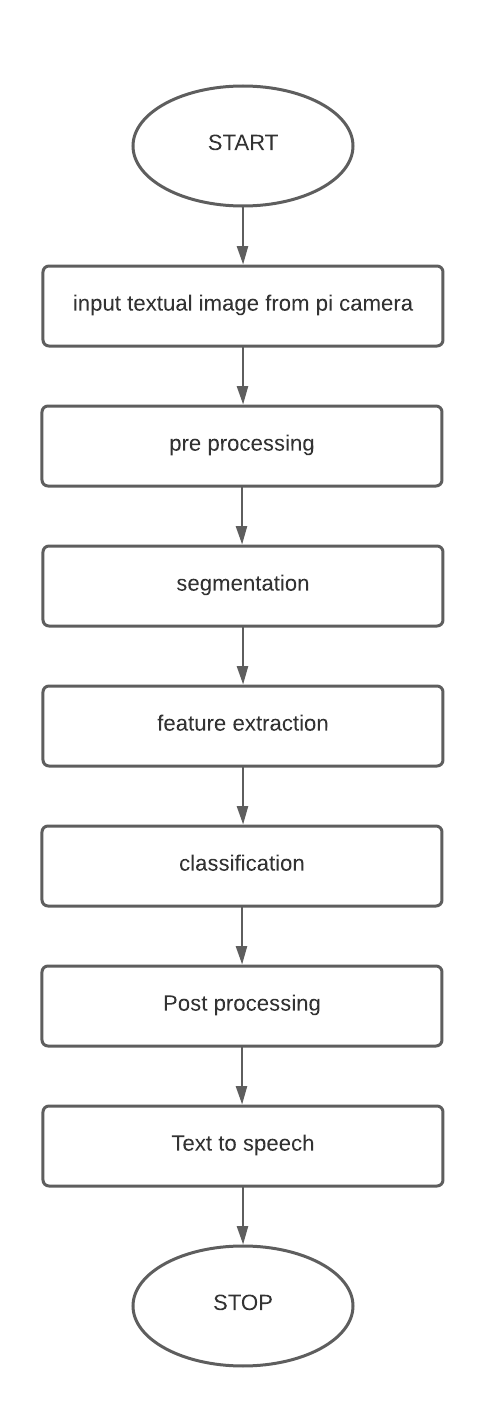 START
input textual image from pi camera
pre processing
segmentation
feature extraction
classification
Post processing
Text to speech
STOP